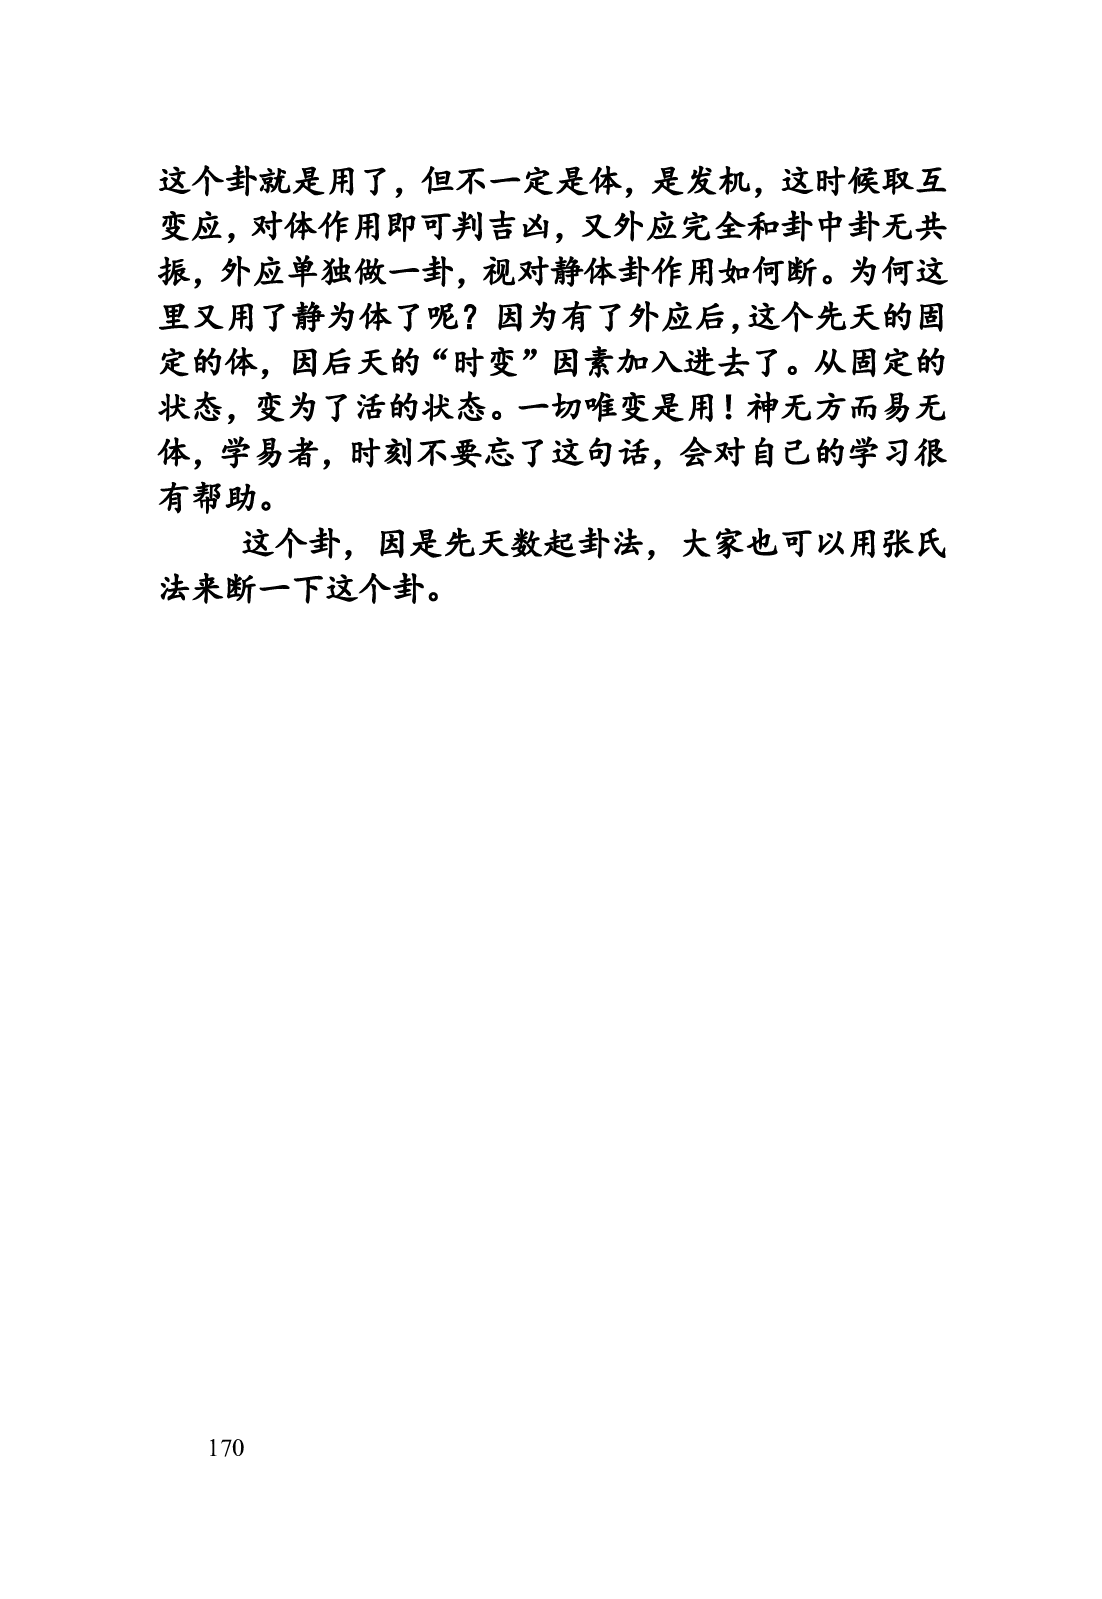 这个卦就是用了，但不一定是体，是发机，这时候取互
变应，对体作用即可判吉凶，又外应完全和卦中卦无共
振，外应单独做一卦，视对静体卦作用如何断。为何这
里又用了静为体了呢？因为有了外应后，这个先天的固
定的体，因后天的“时变”因素加入进去了。从固定的
状态，变为了活的状态。一切唯变是用！神无方而易无
体，学易者，时刻不要忘了这句话，会对自己的学习很
有帮助。
这个卦，因是先天数起卦法，大家也可以用张氏
法来断一下这个卦。
170